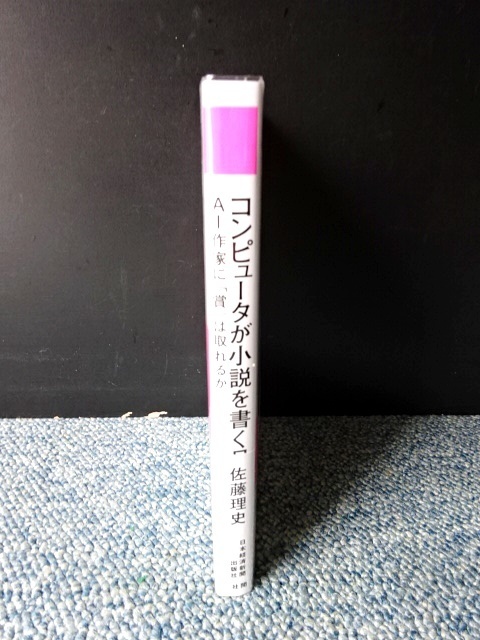 コンピュータが小説を書く
AI作家に「賞 は取れるか
佐藤理史
日本経済新聞
出版社